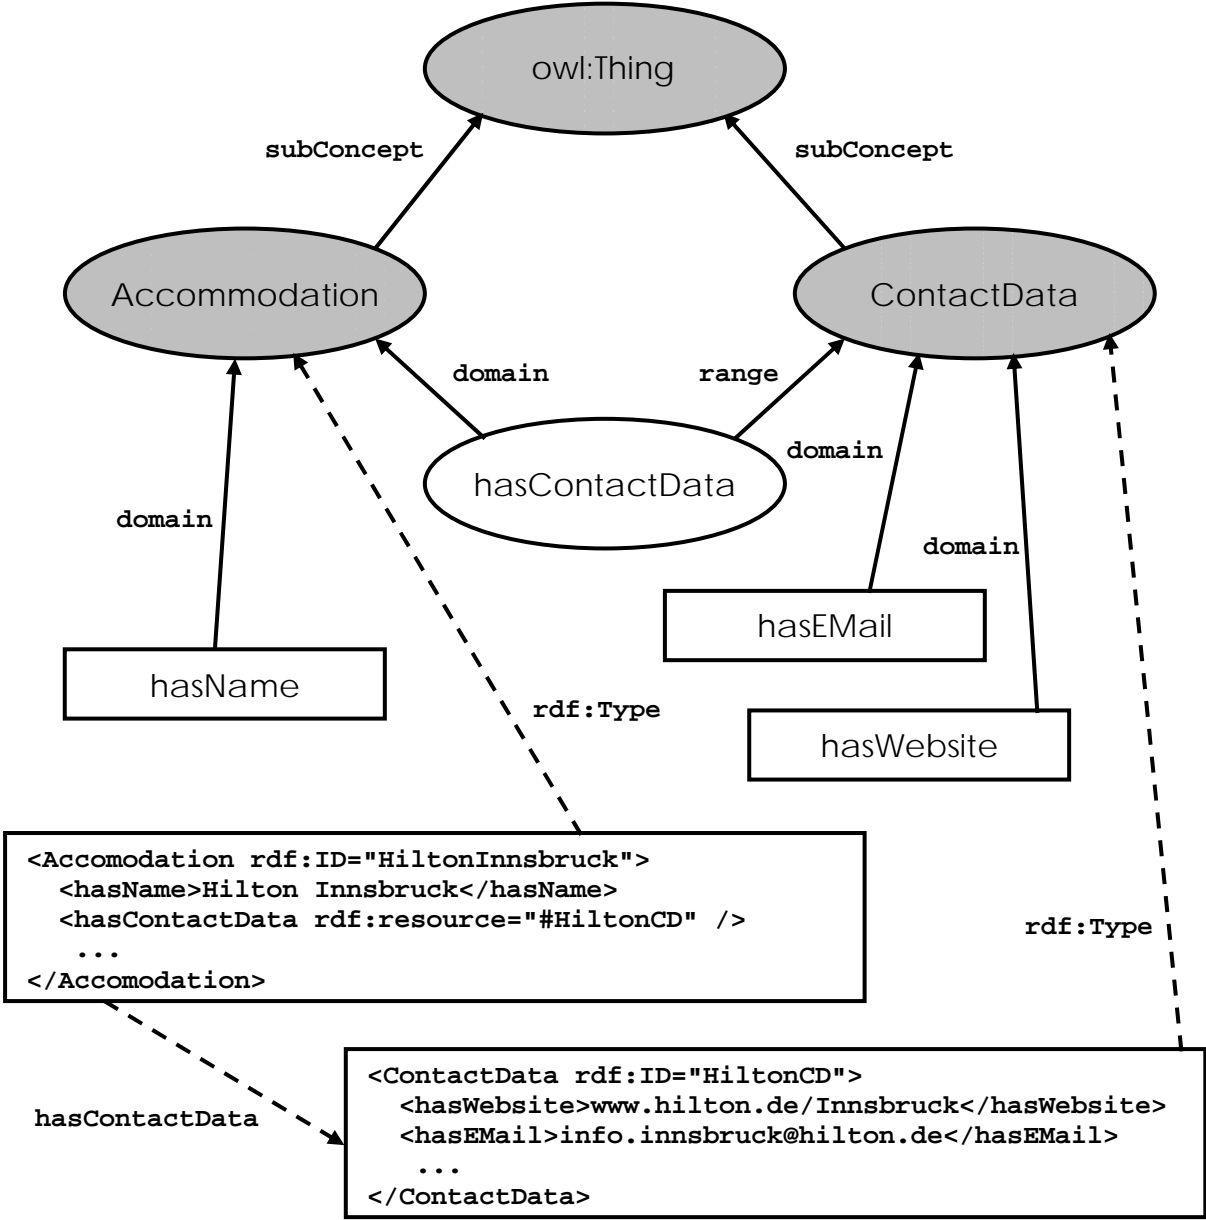 owl:Thing
subConcept
subConcept
Accommodation
ContactData
domain
range
hasContactData
domain
domain
domain
hasEMail
hasName
rdf:Type
hasWebsite
<Accomodation rdf:ID="HiltonInnsbruck">
<hasName>Hilton Innsbruck</hasName>
<hasContactData rdf:resource="#HiltonCD" />
...
</Accomodation>
rdf:Type
hasContactData
<ContactData rdf:ID="HiltonCD">
<hasWebsite>www.hilton.de/Innsbruck</hasWebsite>
<hasEMail>info.innsbruck@hilton.de</hasEMail>
...
</ContactData>